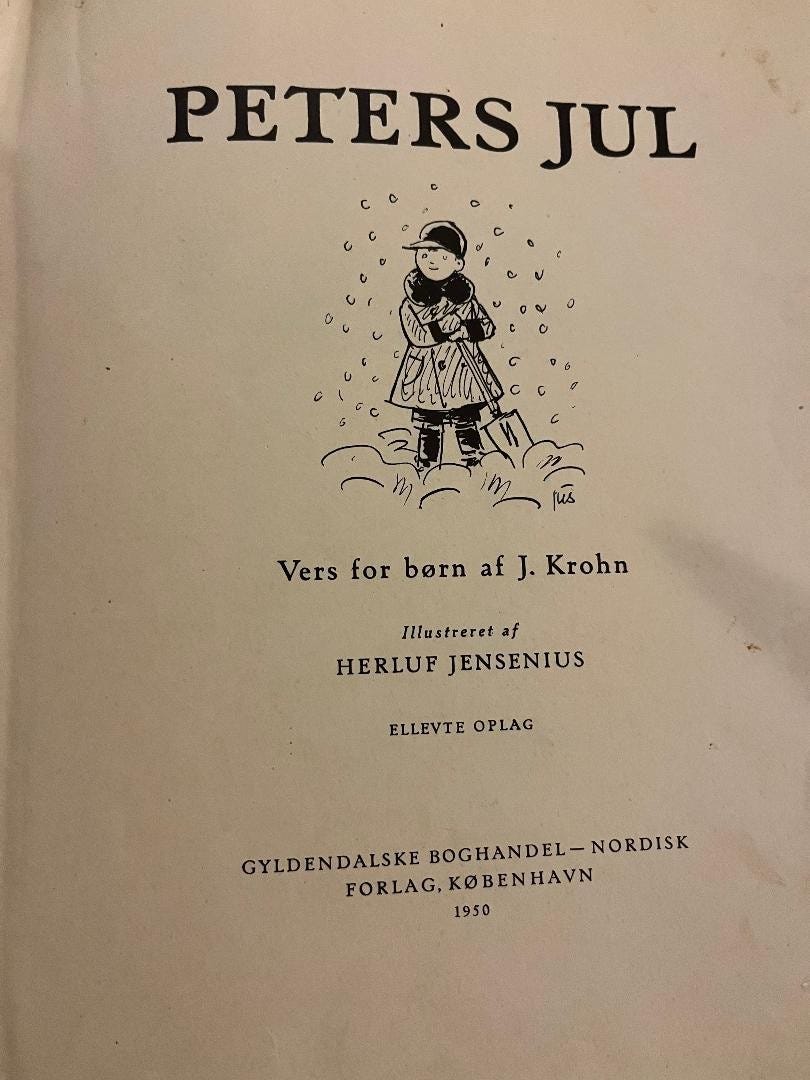 PETERS JUL
jus
Vers for børn af J. Krohn
Illustreret af
HERLUF JENSENIUS
ELLEVTE OPLAG
GYLDENDALSKE BOGHANDEL — NORDISK
FORLAG, KØBENHAVN
1950